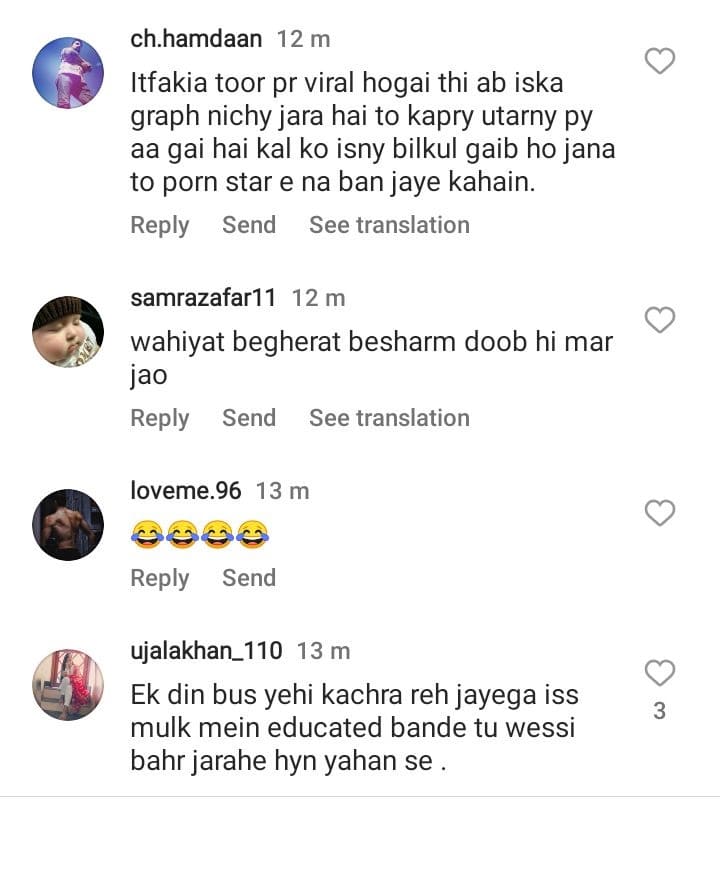 ch.hamdaan 12 m
Itfakia toor pr viral hogai thi ab iska
graph nichy jara hai to kapry utarny py
aa gai hai kal ko isny bilkul gaib ho jana
to porn star e na ban jaye kahain.
Reply Send See translation
samrazafar11 12 m
wahiyat begherat besharm doob hi mar
jao
Reply Send See translation
loveme.96 13 m
😂😂😂😂
Reply Send
ujalakhan_110 13 m
Ek din bus yehi kachra reh jayega iss
mulk mein educated bande tu wessi
bahr jarahe hyn yahan se .
3